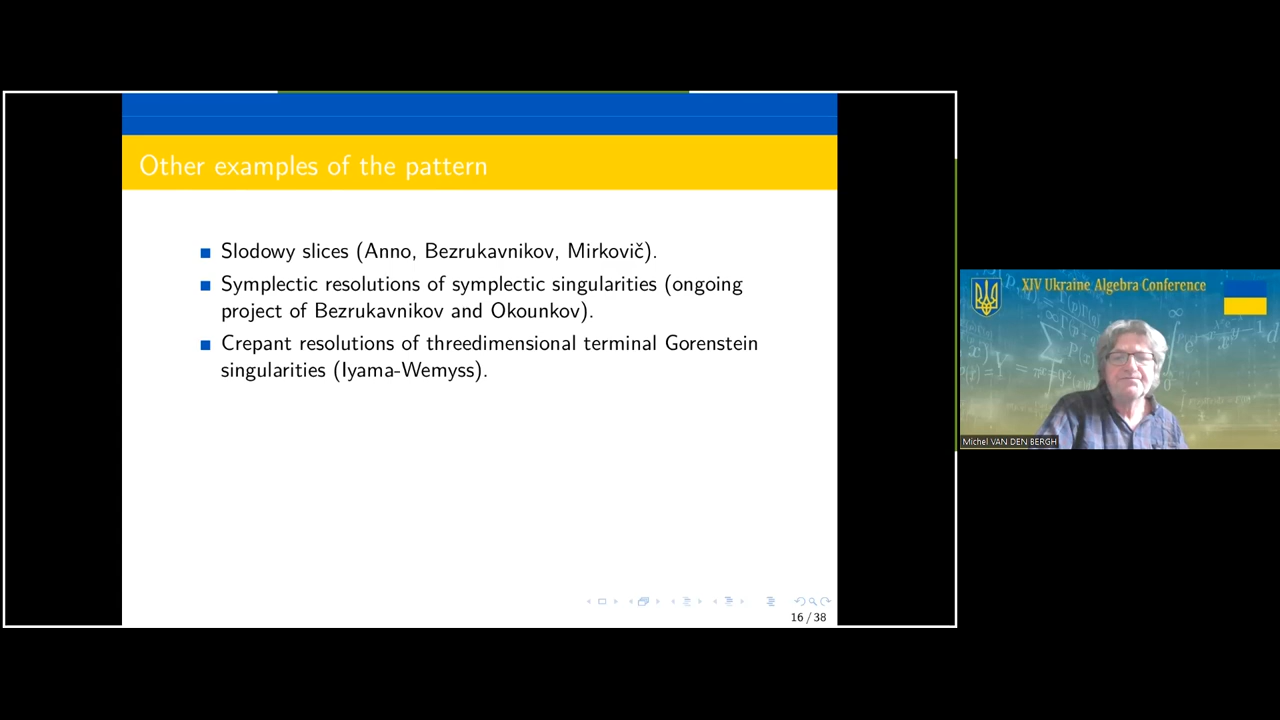 Other examples of the pattern
Slodowy slices (Anno, Bezrukavnikov, Mirkovič).
Symplectic resolutions of symplectic singularities (ongoing
project of Bezrukavnikov and Okounkov).
Crepant resolutions of threedimensional terminal Gorenstein
singularities (Iyama-Wemyss).
16 / 38
XIV Ukraine Algebra Conference
Michel VAN DEN BERGH